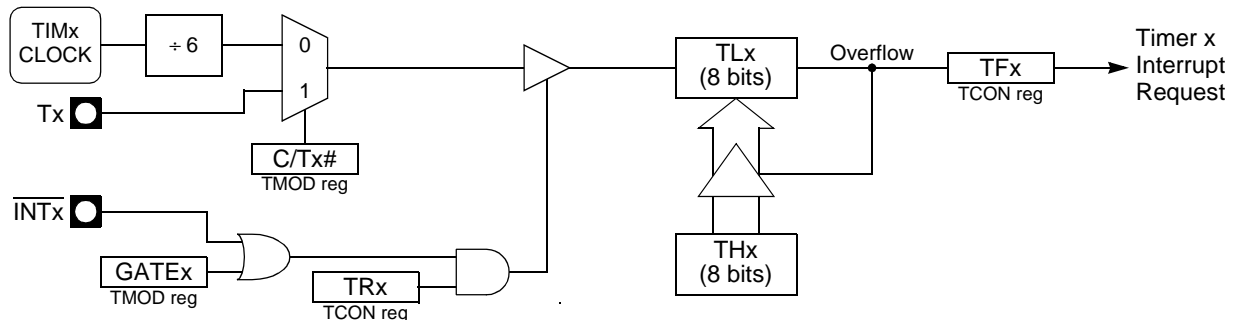 TIMx
CLOCK
÷ 6
0
1
Tx
C/Tx#
TMOD reg
TLx
(8 bits)
Overflow
TFx
TCON reg
Timer x
Interrupt
Request
INTx
GATEx
TMOD reg
TRx
TCON reg
THx
(8 bits)